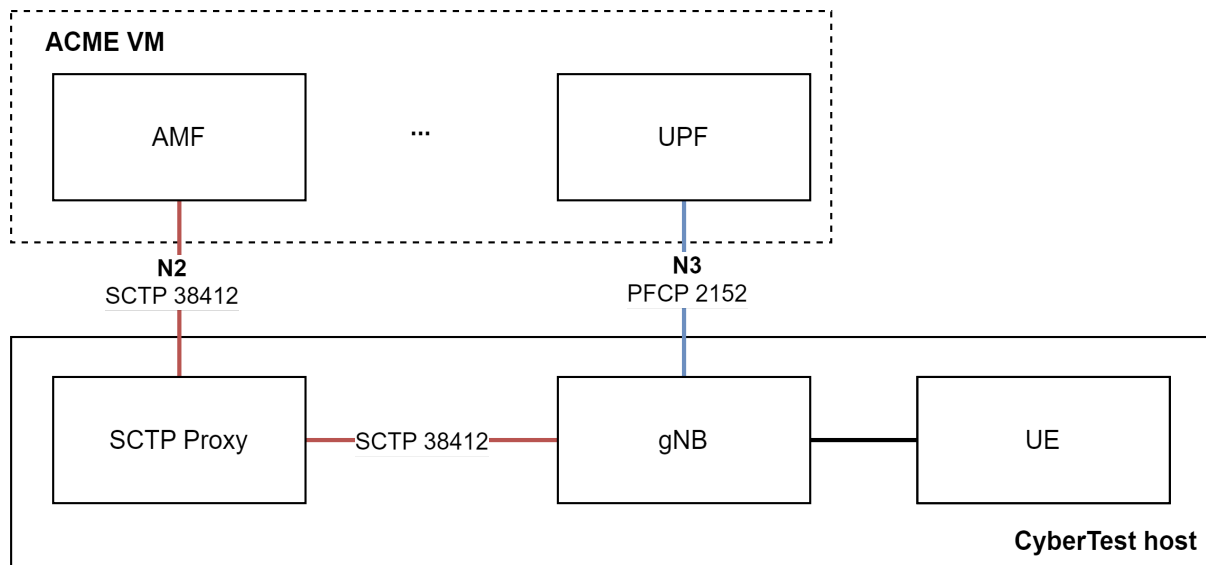 ACME VM
AMF
...
UPF
N2
SCTP 38412
N3
PFCP 2152
SCTP Proxy
SCTP 38412
gNB
UE
CyberTest host